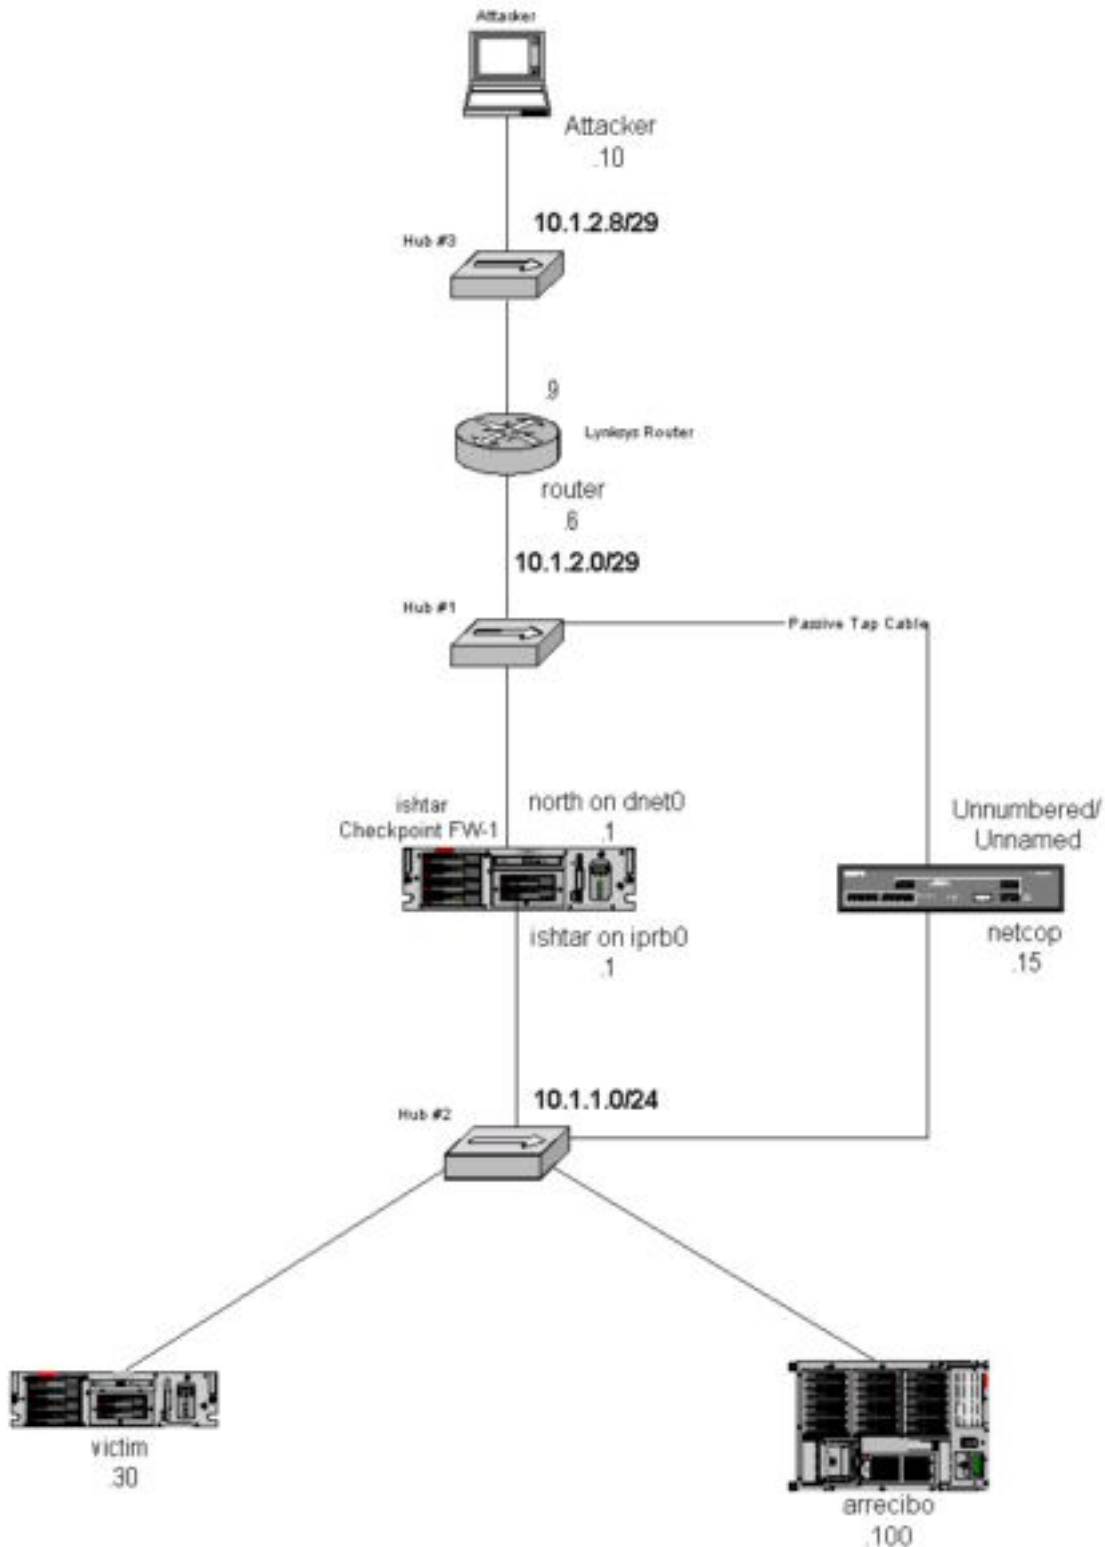 Attacker
Attacker
.10
10.1.2.8/29
Hub #3
.9
Lynksys Router
router
.6
10.1.2.0/29
Hub #1
Passive Tap Cable
ishtar
Checkpoint FW-1
north on dnet0
.1
Unnumbered/
Unnamed
ishtar on iprb0
.1
netcop
.15
10.1.1.0/24
Hub #2
victim
.30
arrecibo
.100